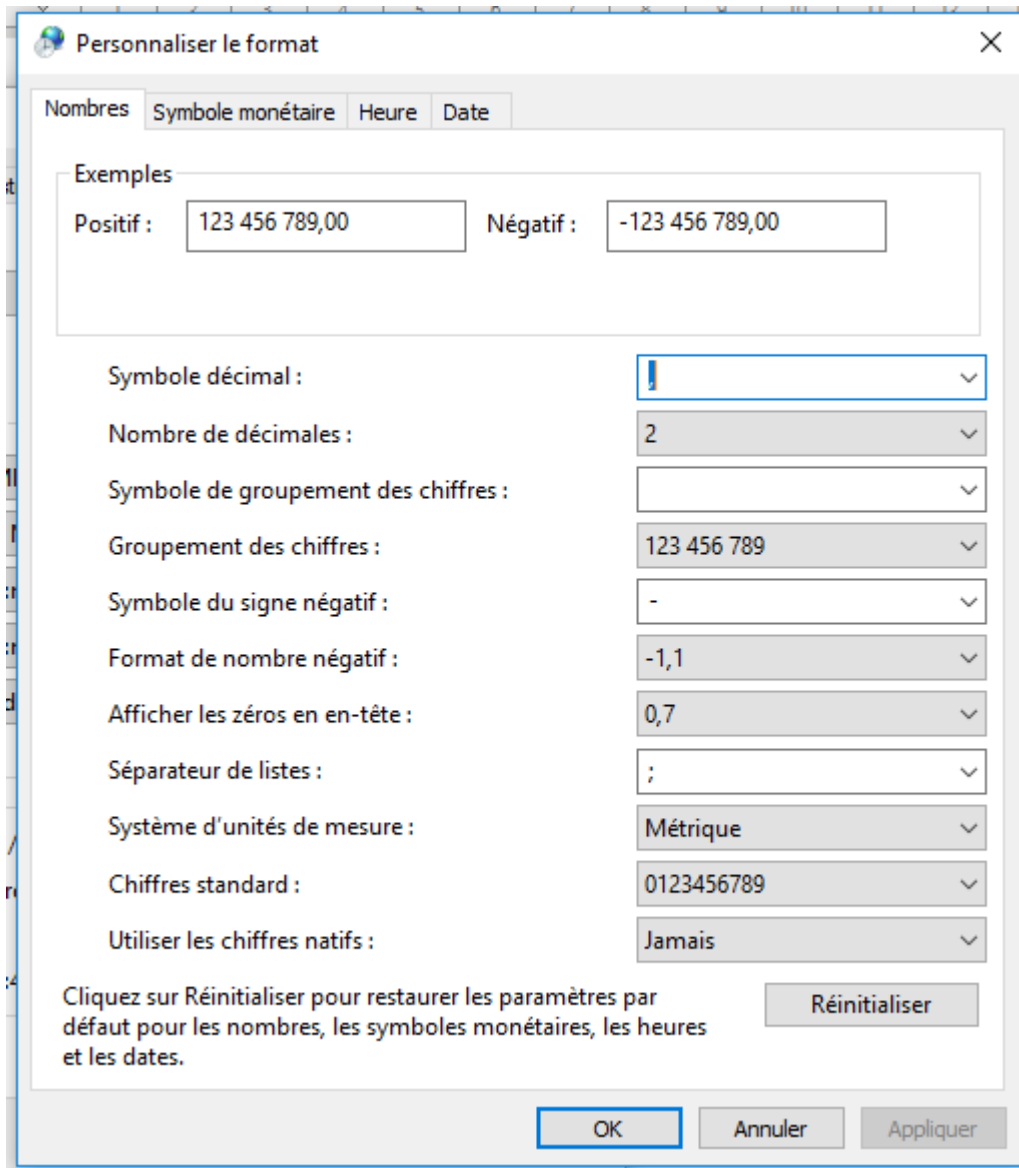 Personnaliser le format
Nombres Symbole monétaire Heure Date
Exemples
Positif : 123 456 789,00 Négatif : -123 456 789,00
Symbole décimal : ,
Nombre de décimales : 2
Symbole de groupement des chiffres :
Groupement des chiffres : 123 456 789
Symbole du signe négatif : -
Format de nombre négatif : -1,1
Afficher les zéros en en-tête : 0,7
Séparateur de listes : ;
Système d'unités de mesure : Métrique
Chiffres standard : 0123456789
Utiliser les chiffres natifs : Jamais
Cliquez sur Réinitialiser pour restaurer les paramètres par
défaut pour les nombres, les symboles monétaires, les heures
et les dates.
Réinitialiser
OK Annuler Appliquer